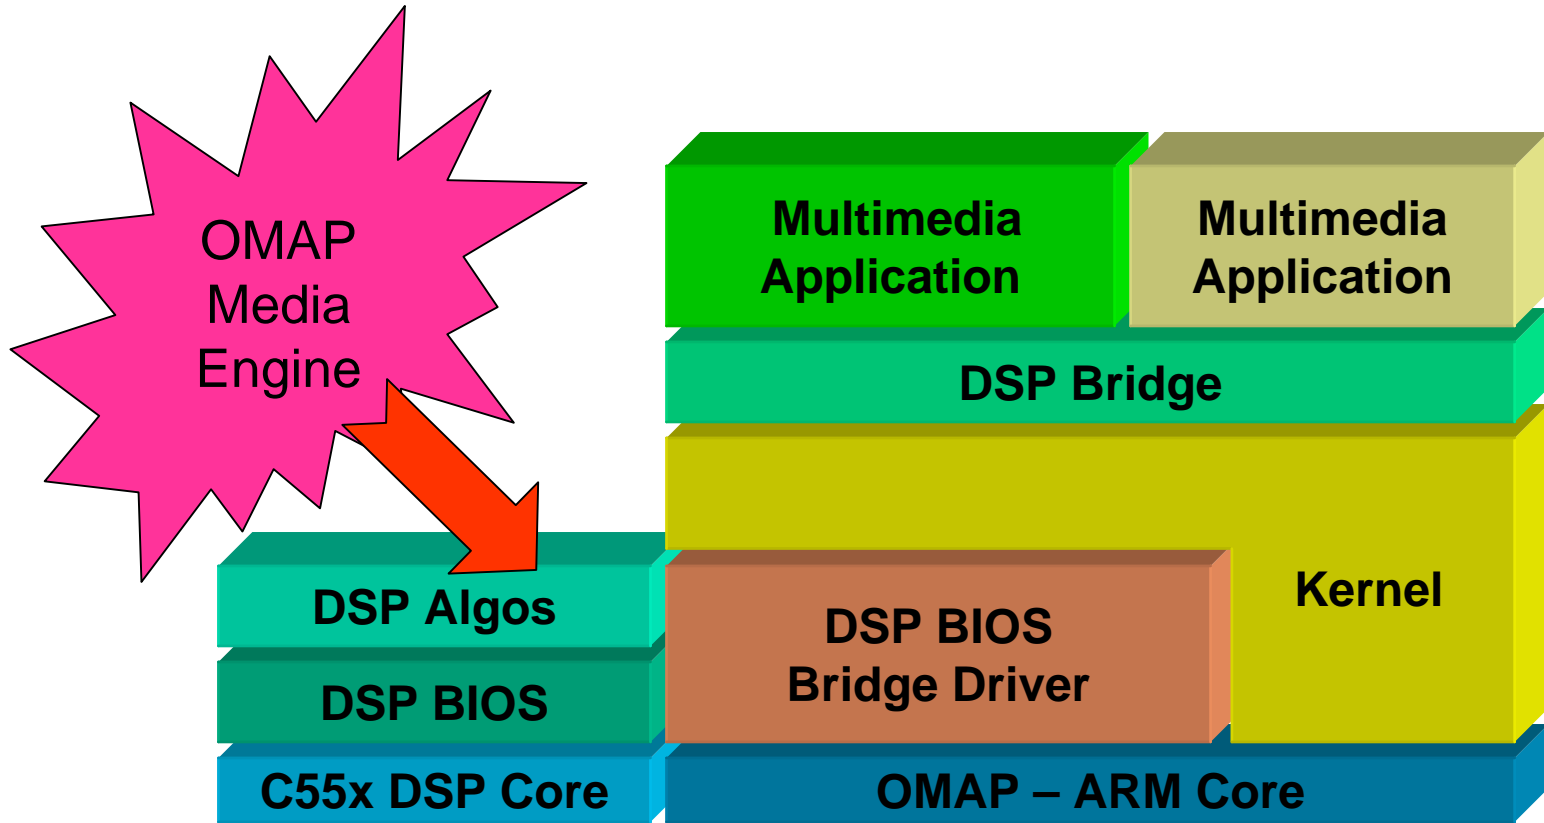 OMAP
Media
Engine
Multimedia
Application
Multimedia
Application
DSP Bridge
Kernel
DSP Algos
DSP BIOS
Bridge Driver
DSP BIOS
C55x DSP Core
OMAP – ARM Core